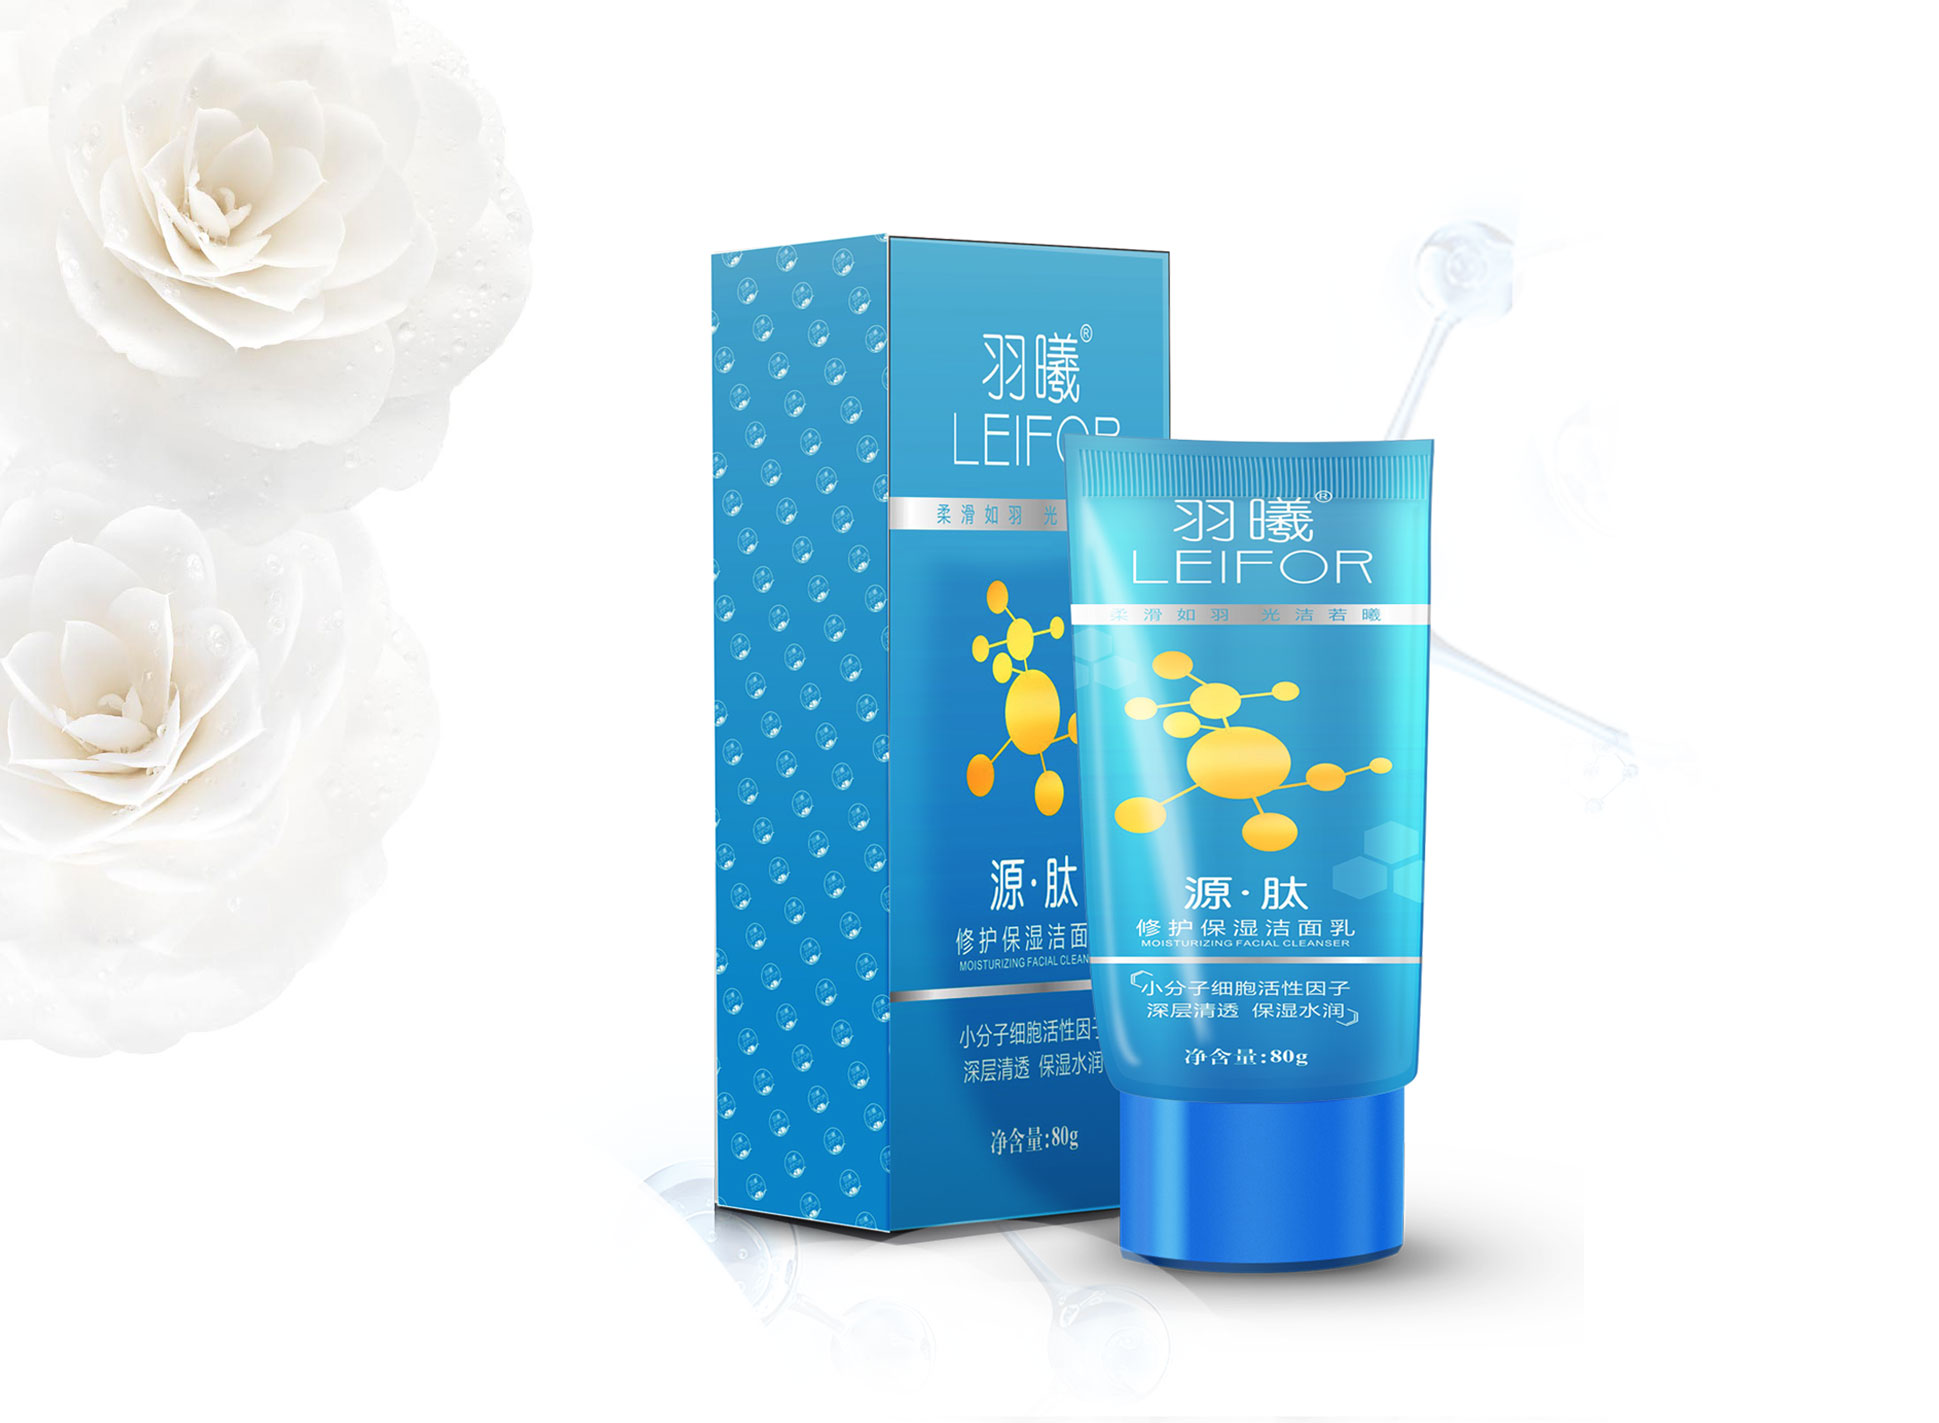 羽曦®
LEIFOR
柔滑如羽 光
源·肽
修护保湿洁面
MOISTURIZING FACIAL CLEAN
小分子细胞活性因子
深层清透 保湿水润
净含量:80g
羽曦®
LEIFOR
柔滑如羽 光洁若曦
源·肽
修护保湿洁面乳
MOISTURIZING FACIAL CLEANSER
小分子细胞活性因子
深层清透 保湿水润
净含量:80g